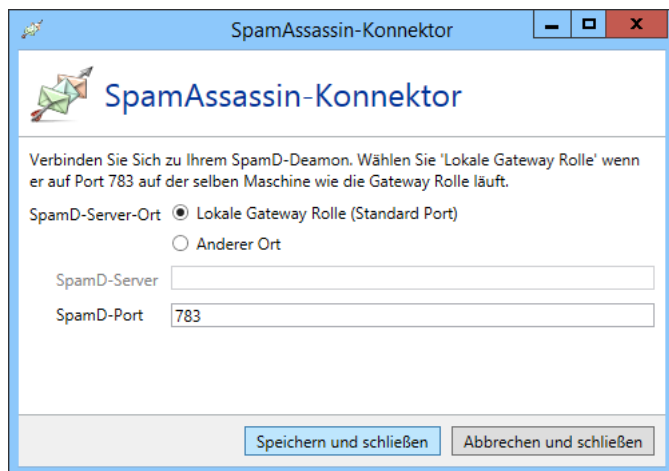 SpamAssassin-Konnektor
SpamAssassin-Konnektor
Verbinden Sie Sich zu Ihrem SpamD-Deamon. Wählen Sie 'Lokale Gateway Rolle' wenn
er auf Port 783 auf der selben Maschine wie die Gateway Rolle läuft.
SpamD-Server-Ort Lokale Gateway Rolle (Standard Port)
Anderer Ort
SpamD-Server
SpamD-Port 783
Speichern und schließen Abbrechen und schließen